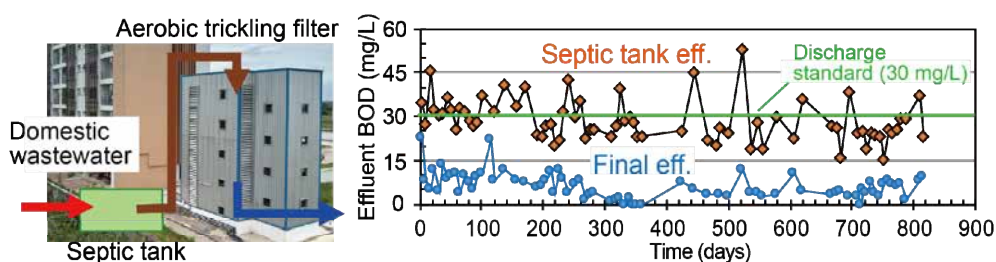 Aerobic trickling filter
Domestic
wastewater
Septic tank
Effluent BOD (mg/L)
60
45
30
15
0
Septic tank eff.
Discharge
standard (30 mg/L)
Final eff.
0 100 200 300 400 500 600 700 800 900
Time (days)